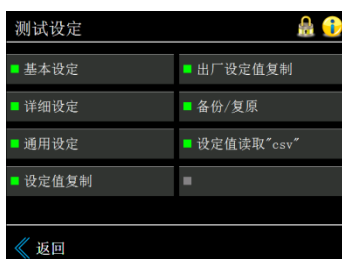 测试设定
基本设定
出厂设定值复制
详细设定
备份/复原
通用设定
设定值读取"csv"
设定值复制
返回